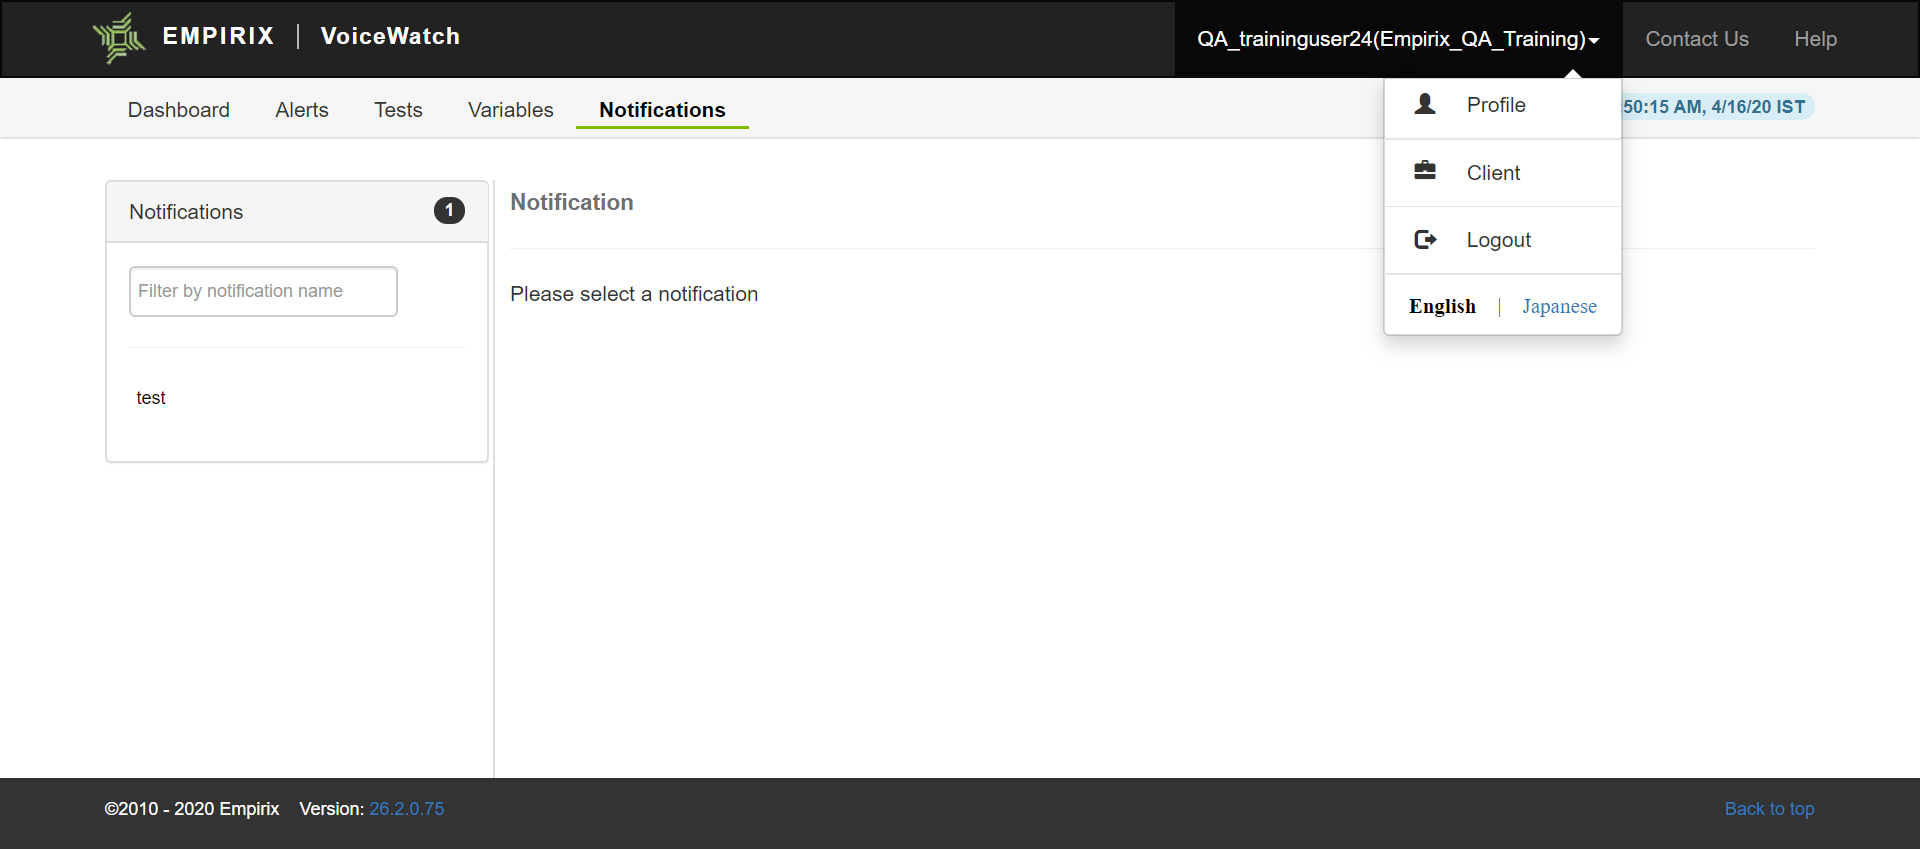 EMPIRIX | VoiceWatch
QA_traininguser24(Empirix_QA_Training)
Contact Us
Help
Dashboard
Alerts
Tests
Variables
Notifications
:50:15 AM, 4/16/20 IST
Profile
Client
Logout
English | Japanese
Notifications 1
Filter by notification name
test
Notification
Please select a notification
©2010 - 2020 Empirix Version: 26.2.0.75
Back to top